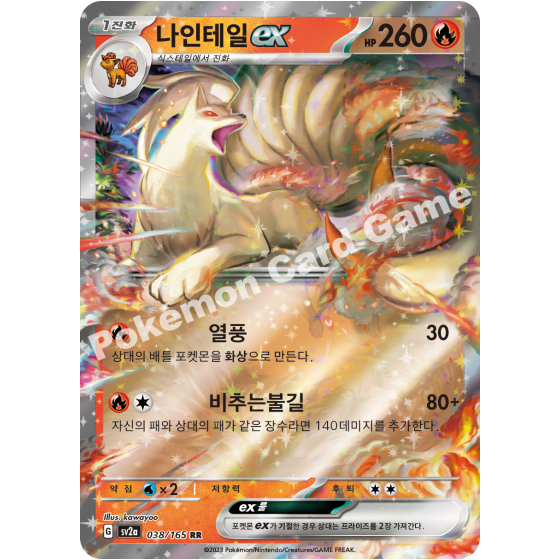 1진화
나인테일 ex
HP 260
식스테일에서 진화
Pokémon Card Game
열풍 30
상대의 배틀 포켓몬을 화상으로 만든다.
비추는불길 80+
자신의 패와 상대의 패가 같은 장수라면 140데미지를 추가한다.
약점 ×2 저항력 후퇴
Illus. kawayoo
G sv2a 038/165 RR
ex 룰
포켓몬 ex가 기절한 경우 상대는 프라이즈를 2장 가져간다.
©2023 Pokémon/Nintendo/Creatures/GAME FREAK.